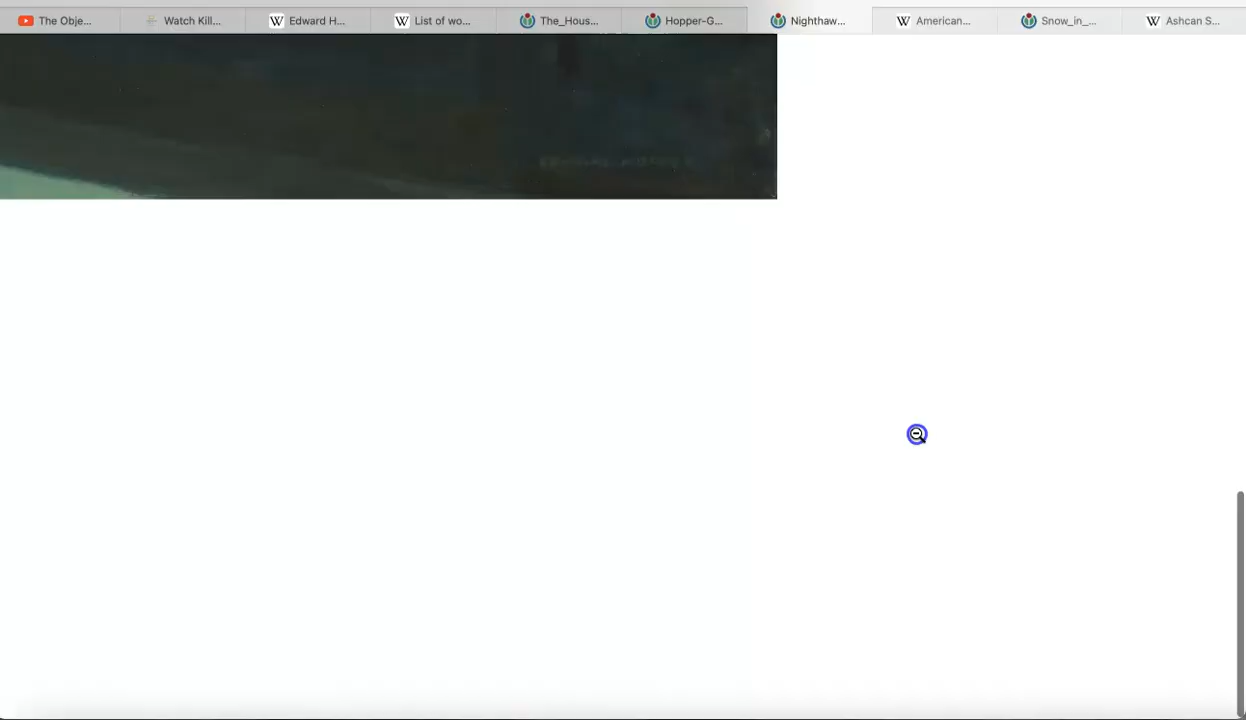 The Obje...
Watch Kill...
Edward H...
List of wo...
The_Hous...
Hopper-G...
Nighthaw...
American...
Snow_in_...
Ashcan S...